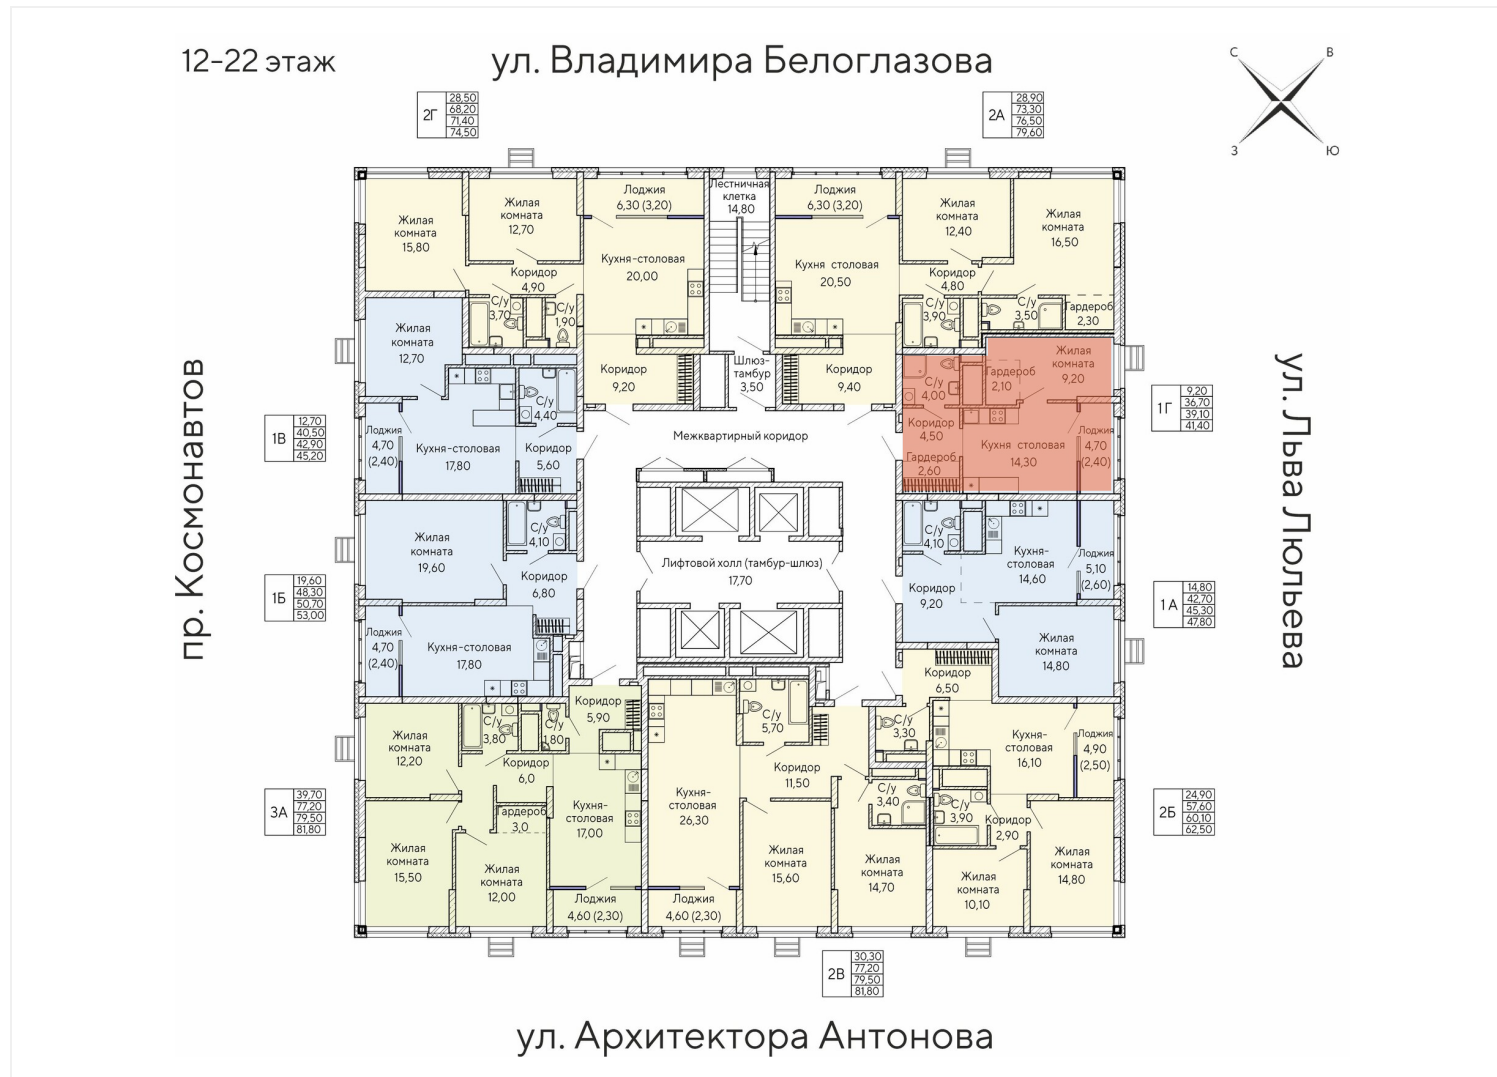 12-22 этаж
ул. Владимира Белоглазова
С
В
З
Ю
2Г
28,50
68,20
71,40
74,50
2А
28,90
73,30
76,50
79,60
Жилая
комната
15,80
Жилая
комната
12,70
Лоджия
6,30 (3,20)
Лестничная
клетка
14,80
Лоджия
6,30 (3,20)
Жилая
комната
12,40
Жилая
комната
16,50
Кухня-столовая
20,00
Кухня столовая
20,50
Коридор
4,90
Коридор
4,80
С/у
3,70
С/у
1,90
С/у
3,90
С/у
3,50
Гардероб
2,30
Жилая
комната
12,70
Коридор
9,20
Шлюз-
тамбур
3,50
Коридор
9,40
С/у
4,00
Гардероб
2,10
Жилая
комната
9,20
С/у
4,40
Коридор
4,50
Гардероб
2,60
Кухня столовая
14,30
Лоджия
4,70
(2,40)
1Г
9,20
36,70
39,10
41,40
пр. Космонавтов
ул. Льва Люльева
1В
12,70
40,50
42,90
45,20
Лоджия
4,70
(2,40)
Кухня-столовая
17,80
Коридор
5,60
Межквартирный коридор
Жилая
комната
19,60
С/у
4,10
Коридор
6,80
Лифтовой холл (тамбур-шлюз)
17,70
С/у
4,10
Коридор
9,20
Кухня-
столовая
14,60
Лоджия
5,10
(2,60)
1Б
19,60
48,30
50,70
53,00
1А
14,80
42,70
45,30
47,80
Лоджия
4,70
(2,40)
Кухня-столовая
17,80
Жилая
комната
14,80
Коридор
6,50
Коридор
5,90
Жилая
комната
12,20
С/у
3,80
С/у
1,80
Коридор
6,0
С/у
5,70
С/у
3,30
Кухня-
столовая
16,10
Лоджия
4,90
(2,50)
Коридор
11,50
С/у
3,40
3А
39,70
77,20
79,50
81,80
Гардероб
3,0
Кухня-
столовая
17,00
Кухня-
столовая
26,30
С/у
3,90
Коридор
2,90
2Б
24,90
57,60
60,10
62,50
Жилая
комната
15,50
Жилая
комната
12,00
Жилая
комната
15,60
Жилая
комната
14,70
Жилая
комната
10,10
Жилая
комната
14,80
Лоджия
4,60 (2,30)
Лоджия
4,60 (2,30)
2В
30,30
77,20
79,50
81,80
ул. Архитектора Антонова